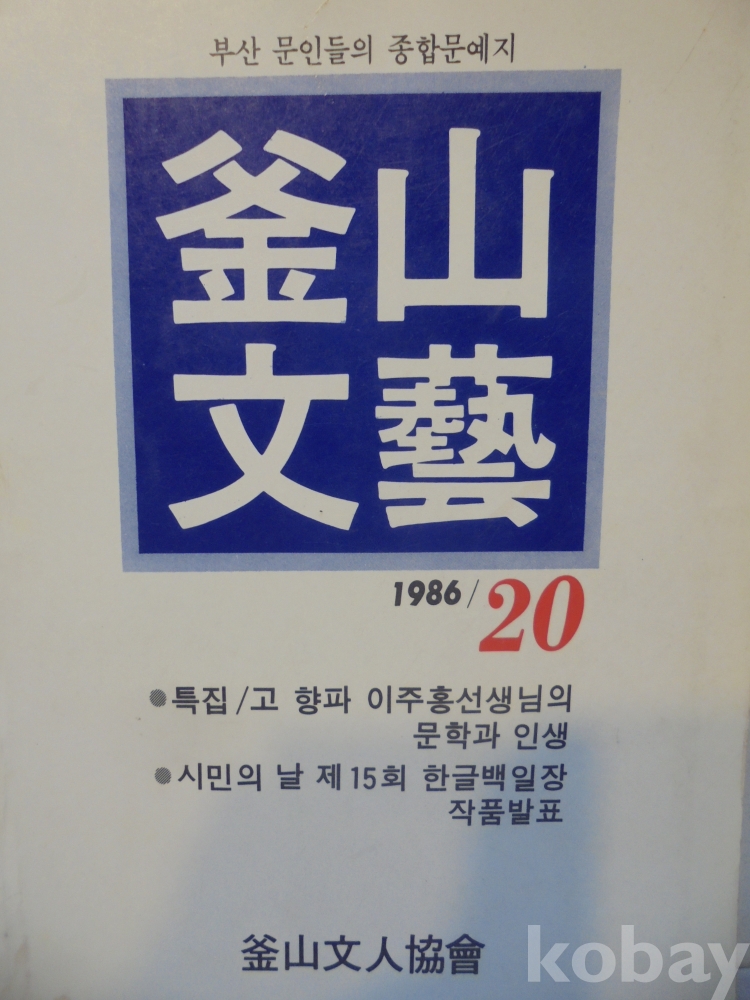 부산 문인들의 종합문예지
釜山
文藝
1986/20
특집/고 향파 이주홍선생님의
문학과 인생
시민의 날 제15회 한글백일장
작품발표
釜山文人協會
kobay